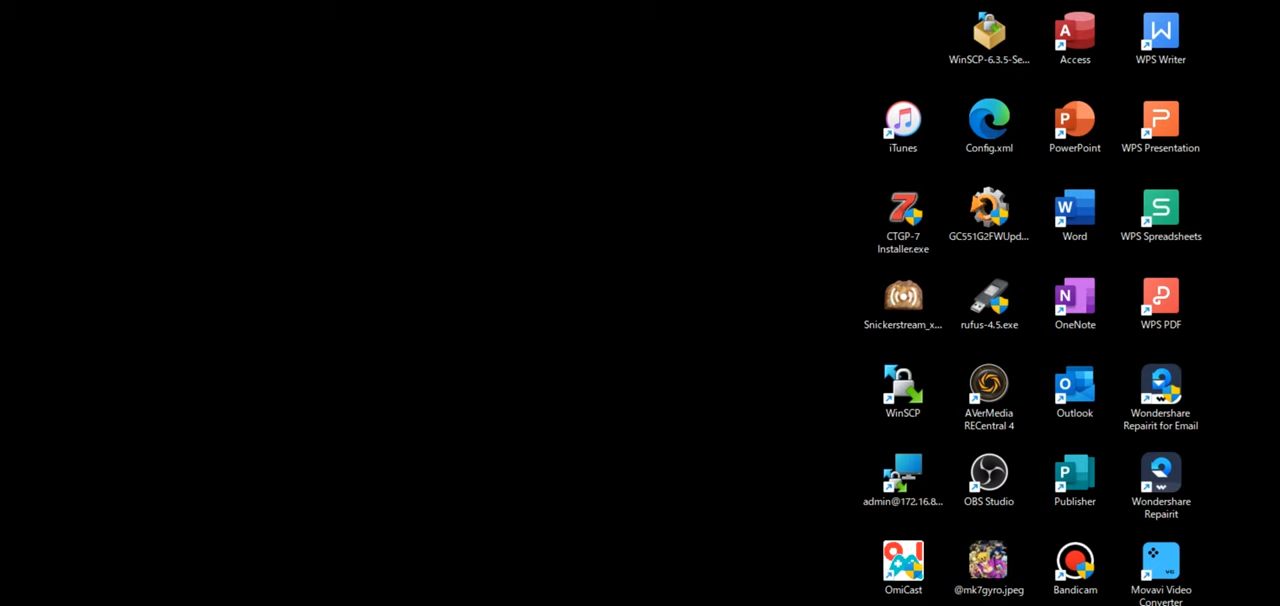 WinSCP-6.3.5-Se...
Access
WPS Writer
iTunes
Config.xml
PowerPoint
WPS Presentation
CTGP-7
Installer.exe
GC551G2FWUpd...
Word
WPS Spreadsheets
Snickerstream_x...
rufus-4.5.exe
OneNote
WPS PDF
WinSCP
AVerMedia
RECentral 4
Outlook
Wondershare
Repairit for Email
admin@172.16.8...
OBS Studio
Publisher
Wondershare
Repairit
OmiCast
@mk7gyro.jpeg
Bandicam
Movavi Video
Converter